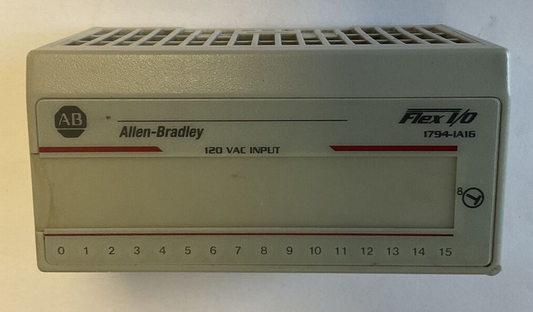 AB
Allen-Bradley
Flex I/O
1794-IA16
120 VAC INPUT
8
0 1 2 3 4 5 6 7 8 9 10 11 12 13 14 15